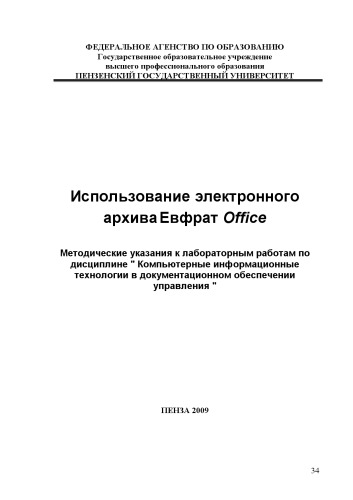 ФЕДЕРАЛЬНОЕ АГЕНСТВО ПО ОБРАЗОВАНИЮ
Государственное образовательное учреждение
высшего профессионального образования
ПЕНЗЕНСКИЙ ГОСУДАРСТВЕННЫЙ УНИВЕРСИТЕТ
Использование электронного
архива Евфрат Office
Методические указания к лабораторным работам по
дисциплине " Компьютерные информационные
технологии в документационном обеспечении
управления "
ПЕНЗА 2009
34